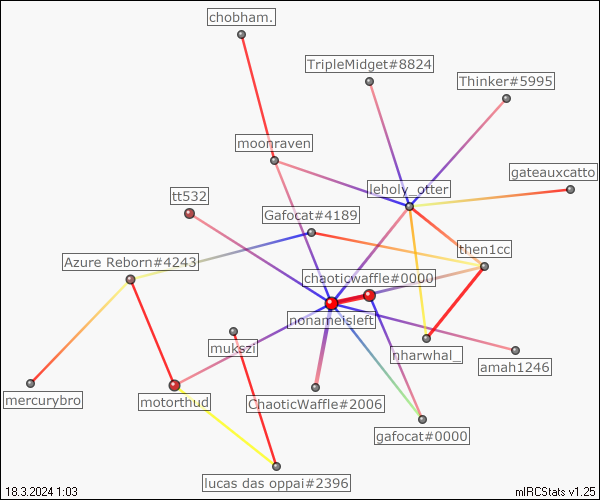 chobham.
TripleMidget#8824
Thinker#5995
moonraven
gateauxcatto
leholy_otter
tt532
Gafocat#4189
then1cc
Azure Reborn#4243
chaoticwaffle#0000
nonameisleft
mukszi
nharwhal_
amah1246
mercurybro
motorthud
ChaoticWaffle#2006
gafocat#0000
lucas das oppai#2396
18.3.2024 1:03
mIRCStats v1.25